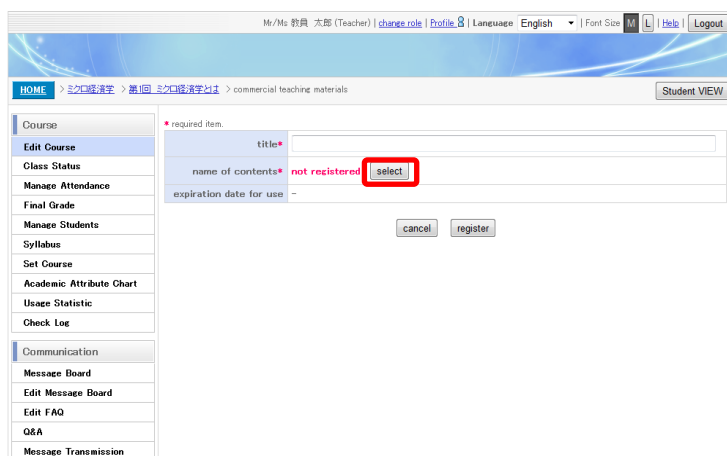 Mr/Ms 教員 太郎 (Teacher) | change role | Profile | Language English | Font Size M L | Help | Logout
HOME > ミクロ経済学 > 第1回 ミクロ経済学とは > commercial teaching materials Student VIEW
Course
Edit Course
Class Status
Manage Attendance
Final Grade
Manage Students
Syllabus
Set Course
Academic Attribute Chart
Usage Statistic
Check Log
Communication
Message Board
Edit Message Board
Edit FAQ
Q&A
Message Transmission
* required item.
title*
name of contents* not registered select
expiration date for use -
cancel register